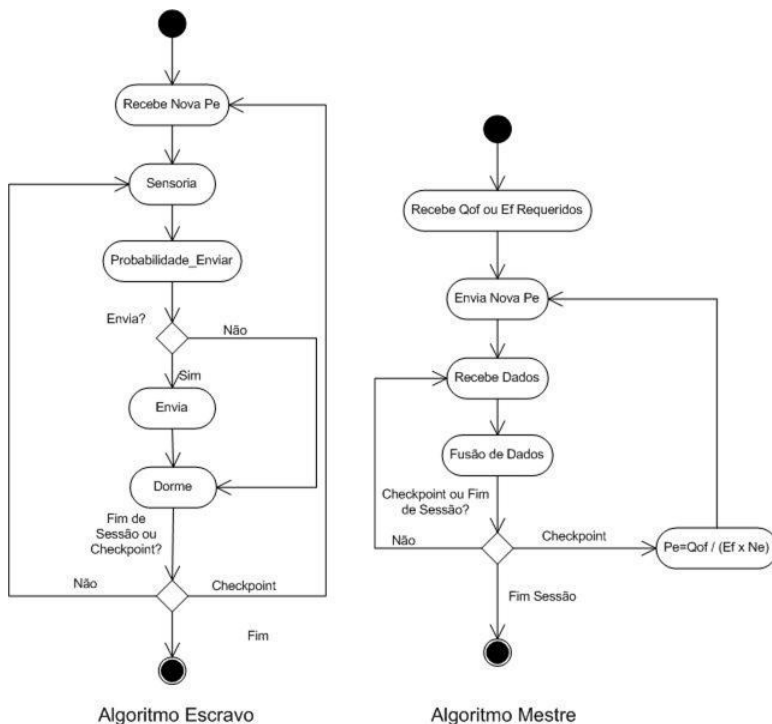 Recebe Nova Pe
Sensoria
Probabilidade_Enviar
Envia?
Não
Sim
Envia
Dorme
Fim de
Sessão ou
Checkpoint?
Não
Checkpoint
Fim
Algoritmo Escravo
Recebe Qof ou Ef Requeridos
Envia Nova Pe
Recebe Dados
Fusão de Dados
Checkpoint ou Fim
de Sessão?
Não
Checkpoint
Pe=Qof / (Ef x Ne)
Fim Sessão
Algoritmo Mestre